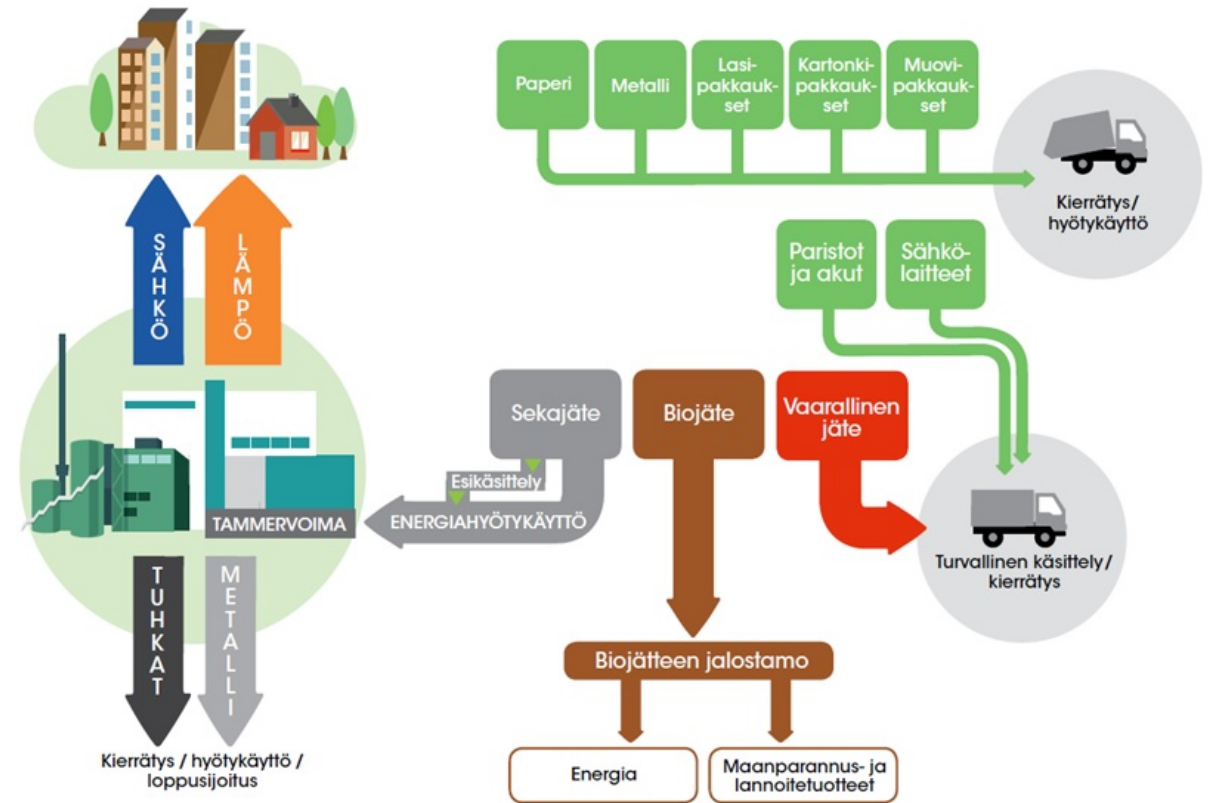 Paperi
Metalli
Lasi-
pakkauk-
set
Kartonki-
pakkauk-
set
Muovi-
pakkauk-
set
Kierrätys/
hyötykäyttö
SÄHKÖ
LÄMPÖ
Paristot
ja akut
Sähkö-
laitteet
Sekajäte
Biojäte
Vaarallinen
jäte
Esikäsittely
ENERGIAHYÖTYKÄYTTÖ
TAMMERVOIMA
Turvallinen käsittely/
kierrätys
TUHKAT
METALLI
Biojätteen jalostamo
Kierrätys / hyötykäyttö /
loppusijoitus
Energia
Maanparannus- ja
lannoitetuotteet